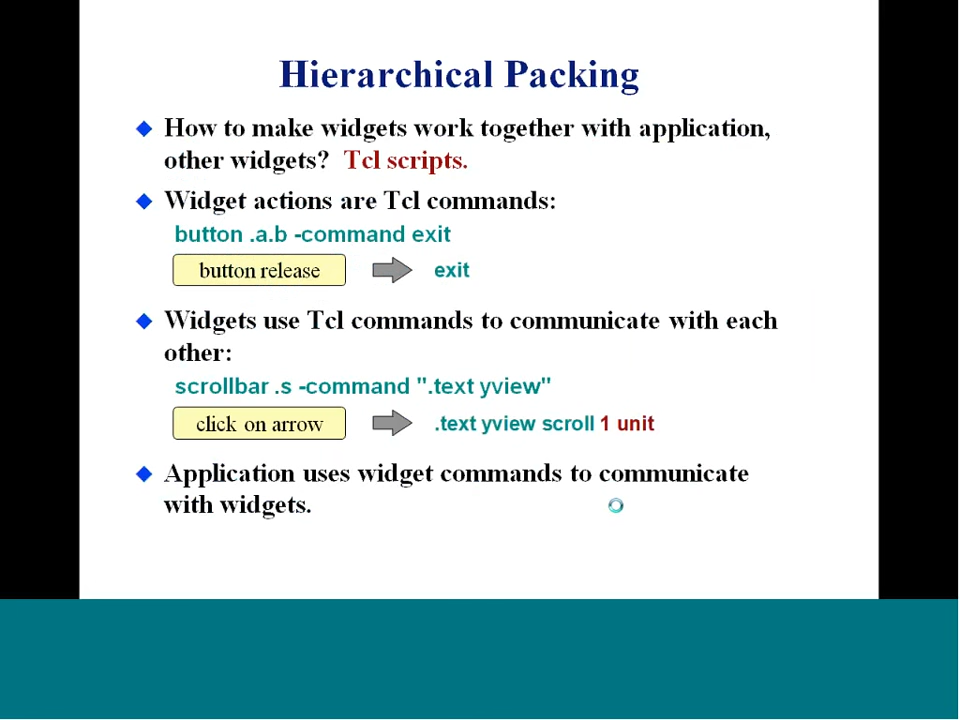 Hierarchical Packing
How to make widgets work together with application,
other widgets? Tcl scripts.
Widget actions are Tcl commands:
button .a.b -command exit
button release
exit
Widgets use Tcl commands to communicate with each
other:
scrollbar .s -command ".text yview"
click on arrow
.text yview scroll 1 unit
Application uses widget commands to communicate
with widgets.